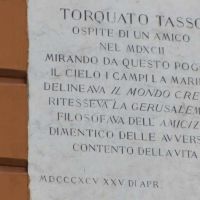 TORQUATO TASSO
OSPITE DI UN AMICO
NEL MDXCII
MIRANDO DA QUESTO POGG
IL CIELO I CAMPI LA MARI
DELINEAVA IL MONDO CRE
RITESSEVA LA GERUSALEM
FILOSOFAVA DELL'AMICIZ
DIMENTICO DELLE AVVERS
CONTENTO DELLA VITA
MDCCCXCV XXV DI APR.